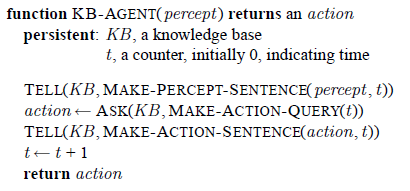 function KB-AGENT(percept) returns an action
persistent: KB, a knowledge base
t, a counter, initially 0, indicating time
TELL(KB, MAKE-PERCEPT-SENTENCE(percept, t))
action ← ASK(KB, MAKE-ACTION-QUERY(t))
TELL(KB, MAKE-ACTION-SENTENCE(action, t))
t ← t + 1
return action